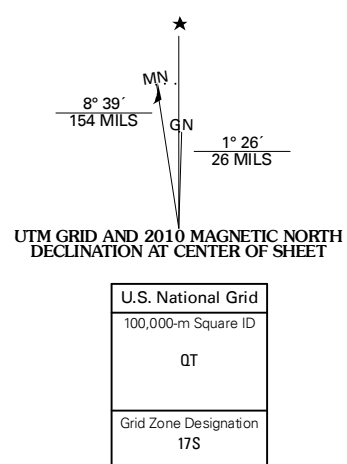 MN
GN
8° 39´
154 MILS
1° 26´
26 MILS
UTM GRID AND 2010 MAGNETIC NORTH
DECLINATION AT CENTER OF SHEET
U.S. National Grid
100,000-m Square ID
QT
Grid Zone Designation
17S